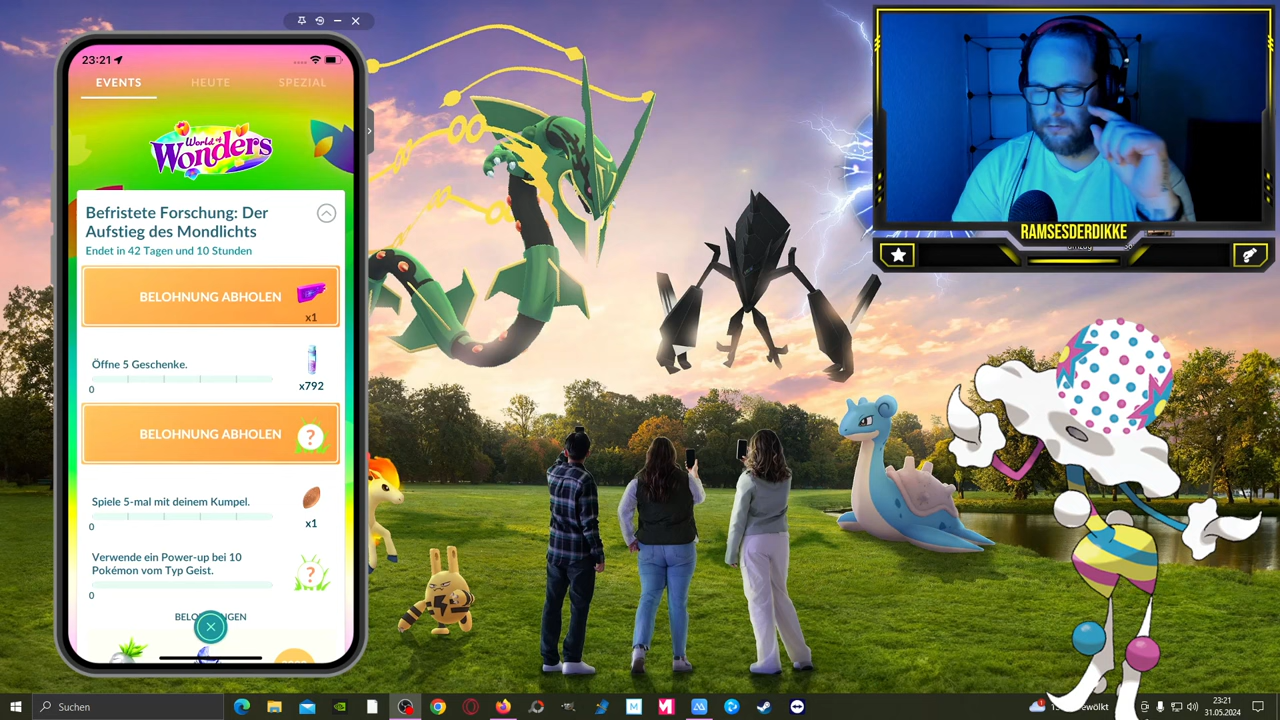 23:21
EVENTS HEUTE SPEZIAL
World of
Wonders
Befristete Forschung: Der
Aufstieg des Mondlichts
Endet in 42 Tagen und 10 Stunden
BELOHNUNG ABHOLEN
x1
Öffne 5 Geschenke.
0
x792
BELOHNUNG ABHOLEN
?
Spiele 5-mal mit deinem Kumpel.
0
x1
Verwende ein Power-up bei 10
Pokémon vom Typ Geist.
0
?
RAMSESDERDIKKE
Suchen
23:21
31.05.2024